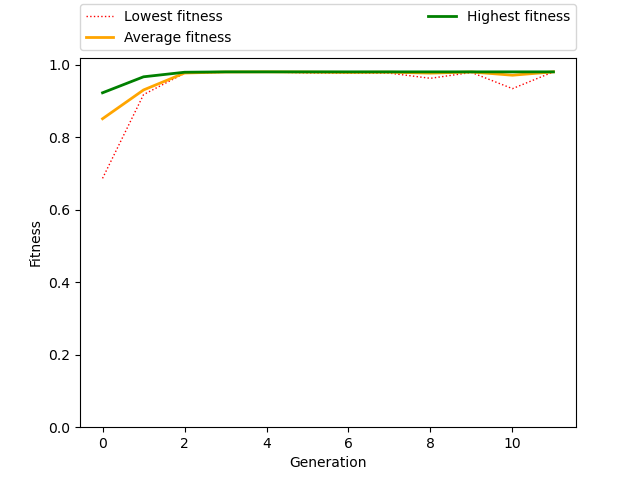 Lowest fitness
Average fitness
Highest fitness
1.0
0.8
0.6
0.4
0.2
0.0
Fitness
0 2 4 6 8 10
Generation